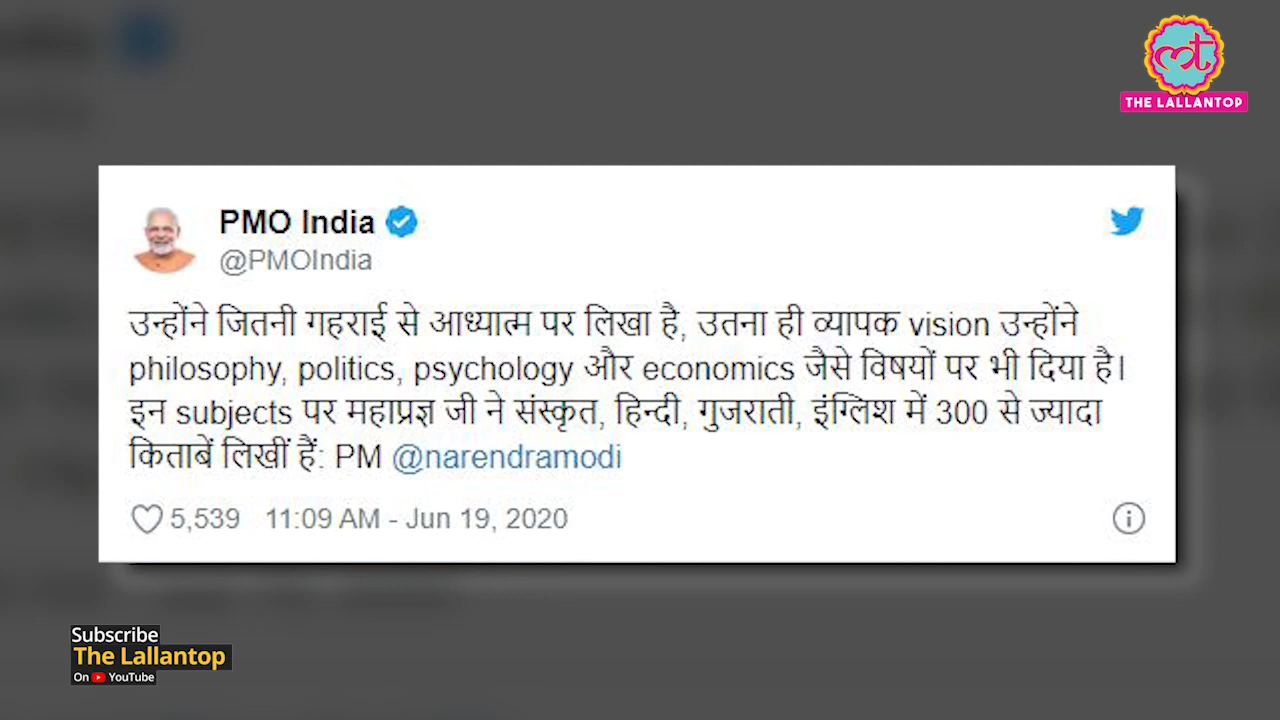 THE LALLANTOP
PMO India
@PMOIndia
उन्होंने जितनी गहराई से आध्यात्म पर लिखा है, उतना ही व्यापक vision उन्होंने
philosophy, politics, psychology और economics जैसे विषयों पर भी दिया है।
इन subjects पर महाप्रज्ञ जी ने संस्कृत, हिन्दी, गुजराती, इंग्लिश में 300 से ज्यादा
किताबें लिखीं हैं: PM @narendramodi
5,539 11:09 AM - Jun 19, 2020
Subscribe
The Lallantop
On YouTube